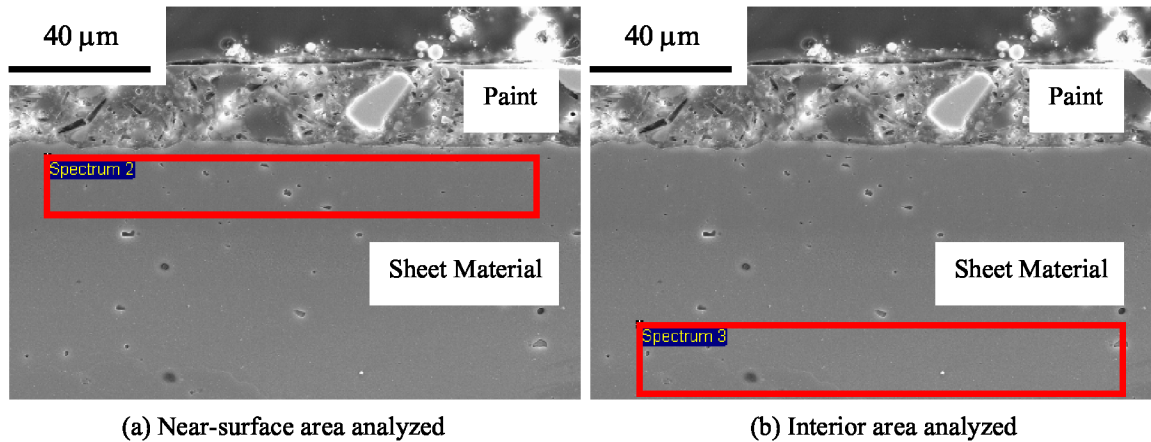 40 µm
Paint
Spectrum 2
Sheet Material
(a) Near-surface area analyzed
40 µm
Paint
Sheet Material
Spectrum 3
(b) Interior area analyzed